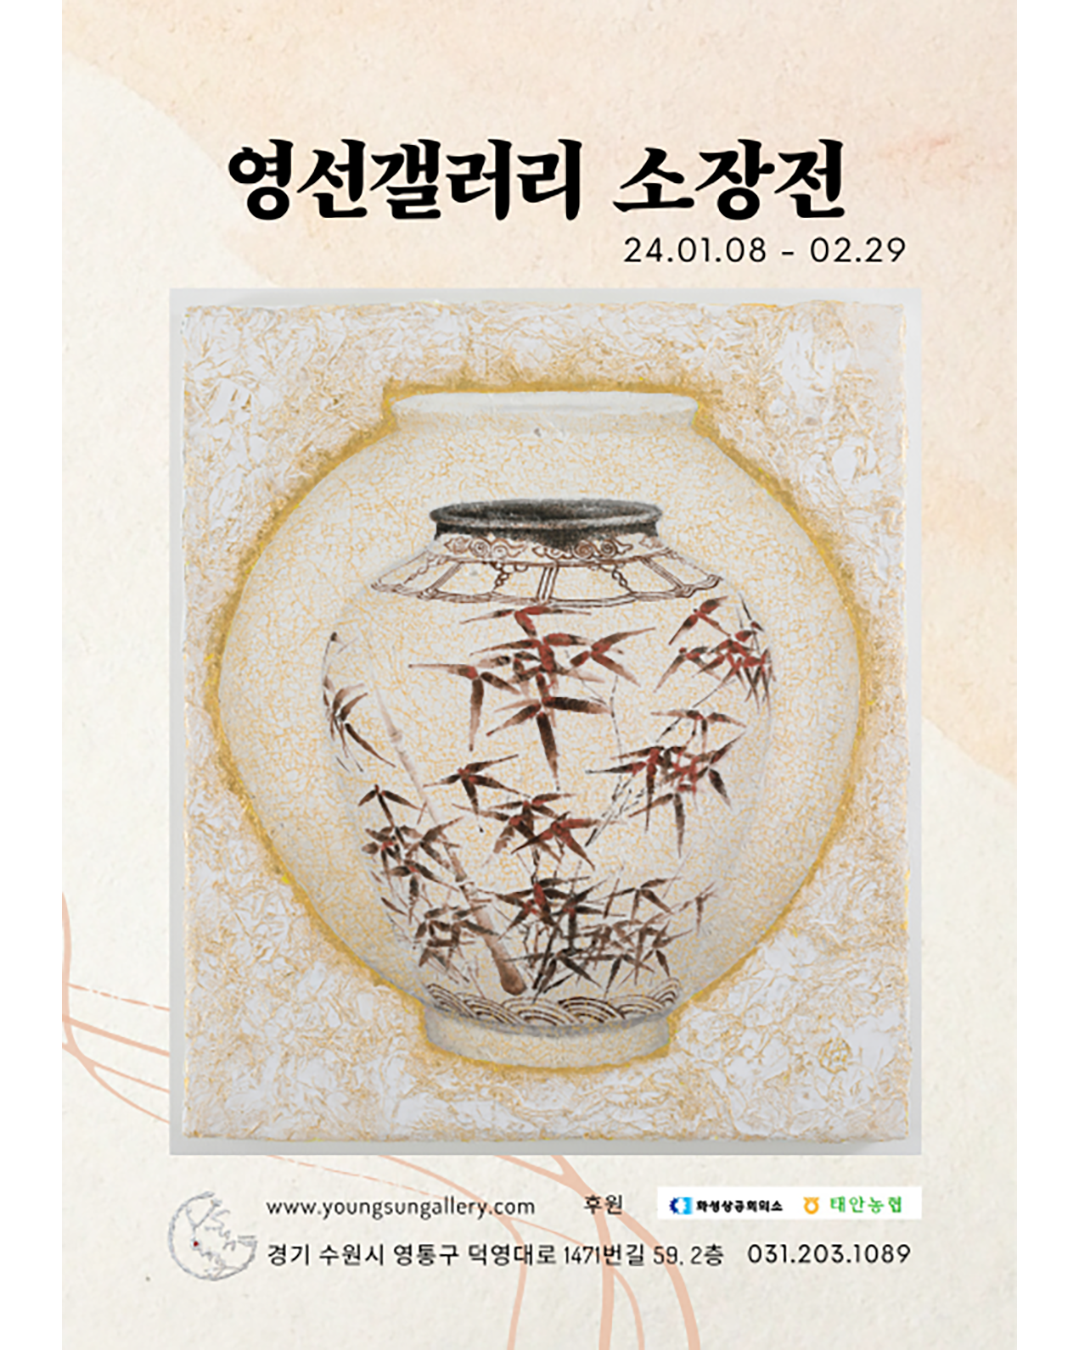 영선갤러리 소장전
24.01.08 - 02.29
www.youngsungallery.com 후원 화성상공회의소 태안농협
경기 수원시 영통구 덕영대로 1471번길 59, 2층 031.203.1089